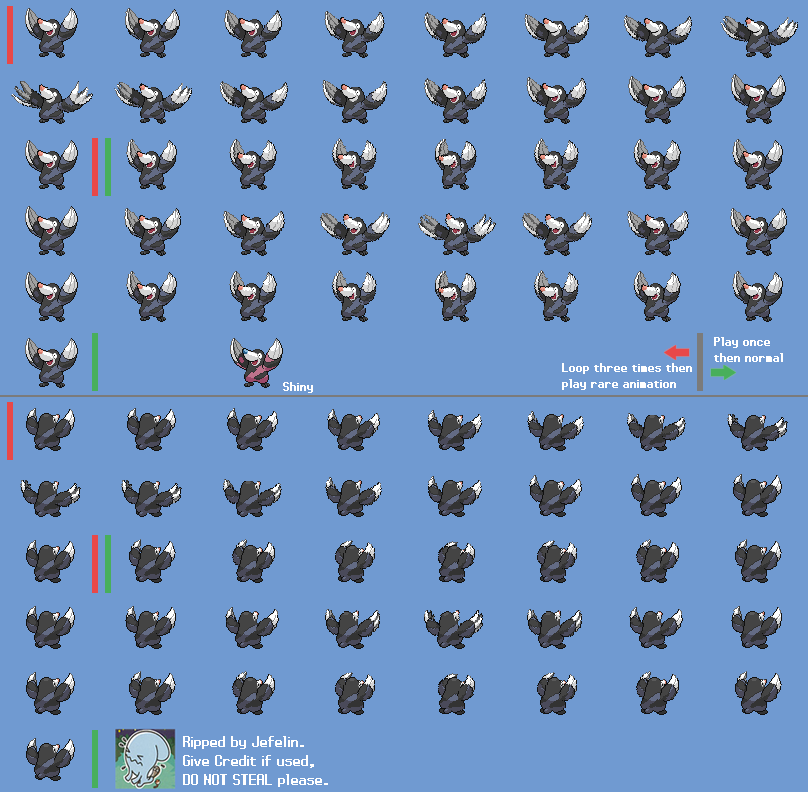 Play once
then normal
Loop three times then
play rare animation
Shiny
Ripped by Jefelin.
Give Credit if used,
DO NOT STEAL please.